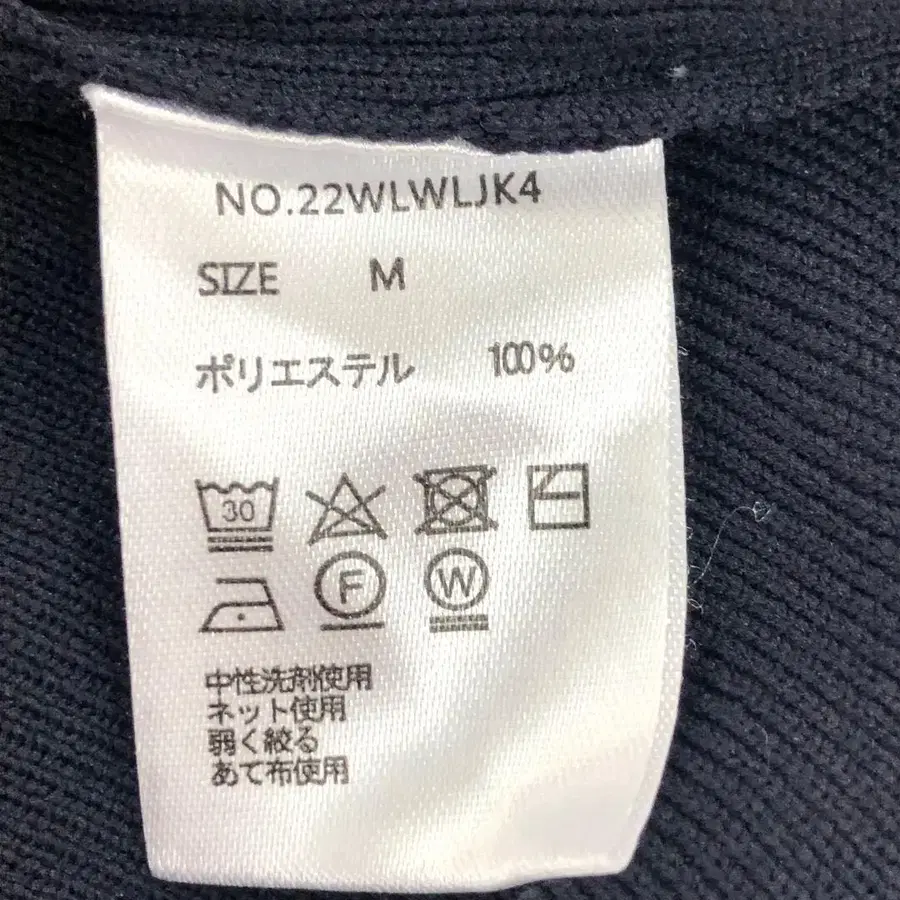 NO.22WLWLJK4
SIZE M
ポリエステル 100%
30
F W
中性洗剤使用
ネット使用
弱く絞る
あて布使用